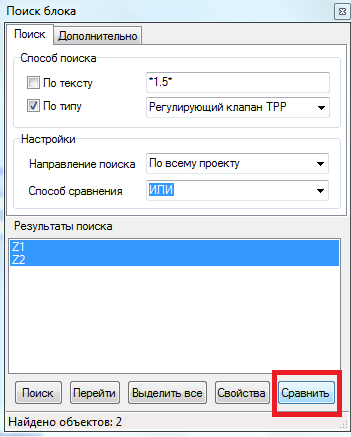 Поиск блока
Поиск Дополнительно
Способ поиска
По тексту *1.5*
По типу Регулирующий клапан ТРР
Настройки
Направление поиска По всему проекту
Способ сравнения ИЛИ
Результаты поиска
Z1
Z2
Поиск Перейти Выделить все Свойства Сравнить
Найдено объектов: 2